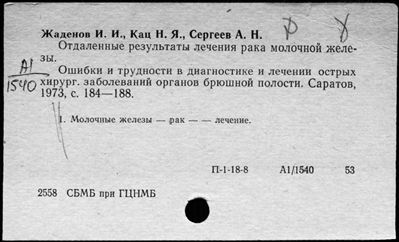 Жаденов И. И., Кац Н. Я., Сергеев А. Н.
Отдаленные результаты лечения рака молочной желе-
зы.
А1
1540
Ошибки и трудности в диагностике и лечении острых
хирург. заболеваний органов брюшной полости. Саратов,
1973, с. 184—188.
1. Молочные железы — рак — — лечение.
П-1-18-8 А1/1540 53
2558 СБМБ при ГЦНМБ